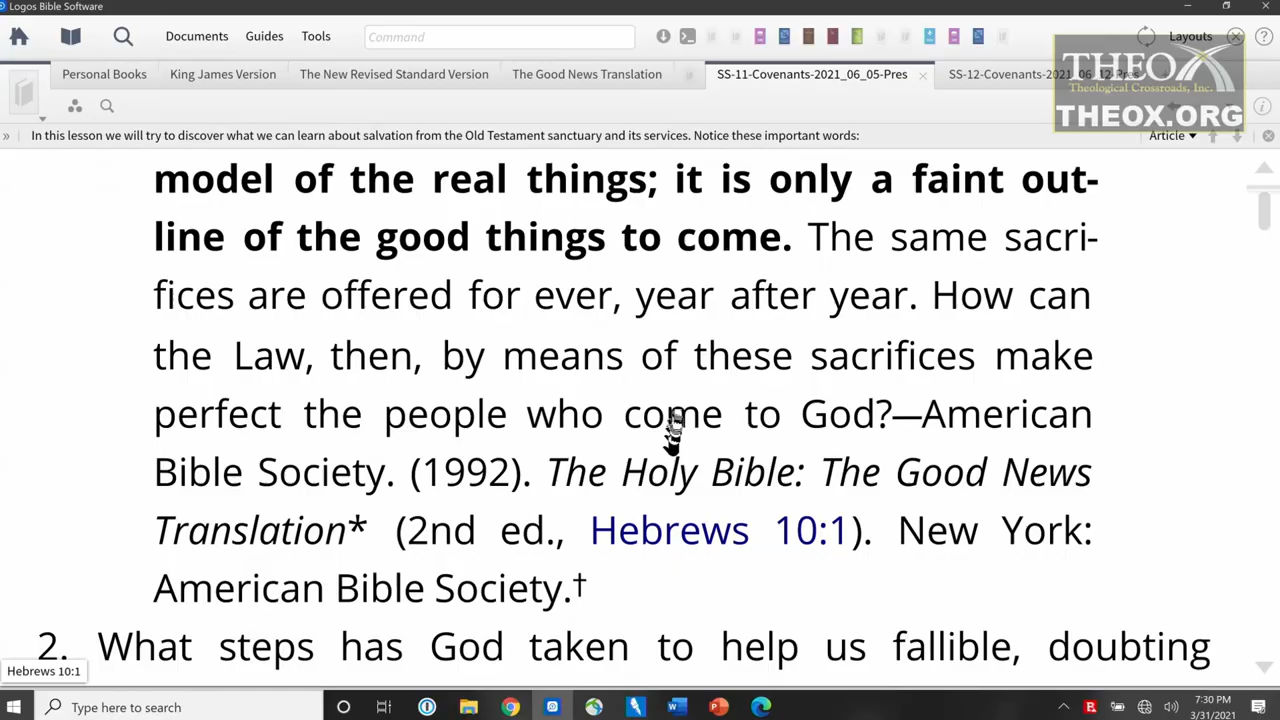 Logos Bible Software
Documents Guides Tools Command Layouts
Personal Books King James Version The New Revised Standard Version The Good News Translation SS-11-Covenants-2021_06_05-Pres SS-12-Covenants-2021_06_12-Pres
THEOX
Theological Crossroads, Inc.
THEOX.ORG
In this lesson we will try to discover what we can learn about salvation from the Old Testament sanctuary and its services. Notice these important words: Article
model of the real things; it is only a faint out-
line of the good things to come. The same sacri-
fices are offered for ever, year after year. How can
the Law, then, by means of these sacrifices make
perfect the people who come to God?—American
Bible Society. (1992). The Holy Bible: The Good News
Translation* (2nd ed., Hebrews 10:1). New York:
American Bible Society.†
2. What steps has God taken to help us fallible, doubting
Hebrews 10:1
Type here to search
7:30 PM
3/31/2021